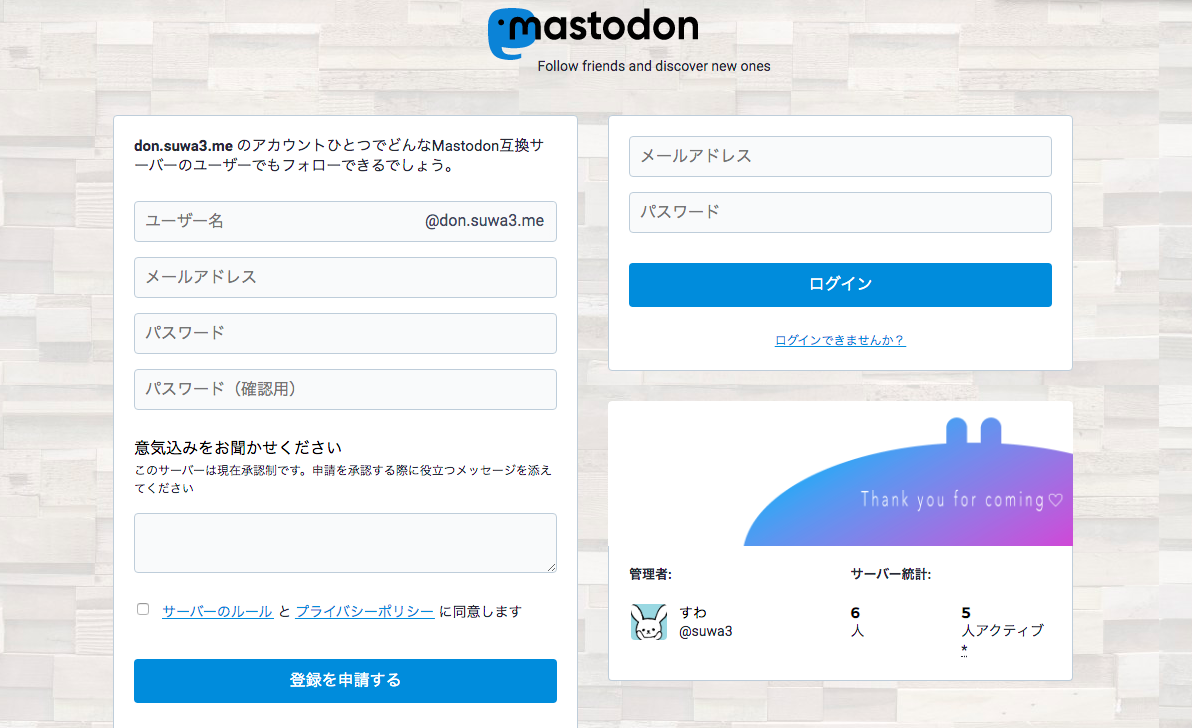 mastodon
Follow friends and discover new ones
don.suwa3.me のアカウントひとつでどんなMastodon互換サ
ーバーのユーザーでもフォローできるでしょう。
ユーザー名 @don.suwa3.me
メールアドレス
パスワード
パスワード（確認用）
意気込みをお聞かせください
このサーバーは現在承認制です。申請を承認する際に役立つメッセージを添え
てください
サーバーのルール と プライバシーポリシー に同意します
登録を申請する
メールアドレス
パスワード
ログイン
ログインできませんか？
Thank you for coming♡
管理者:
すわ
@suwa3
サーバー統計:
6
人
5
人アクティブ
*